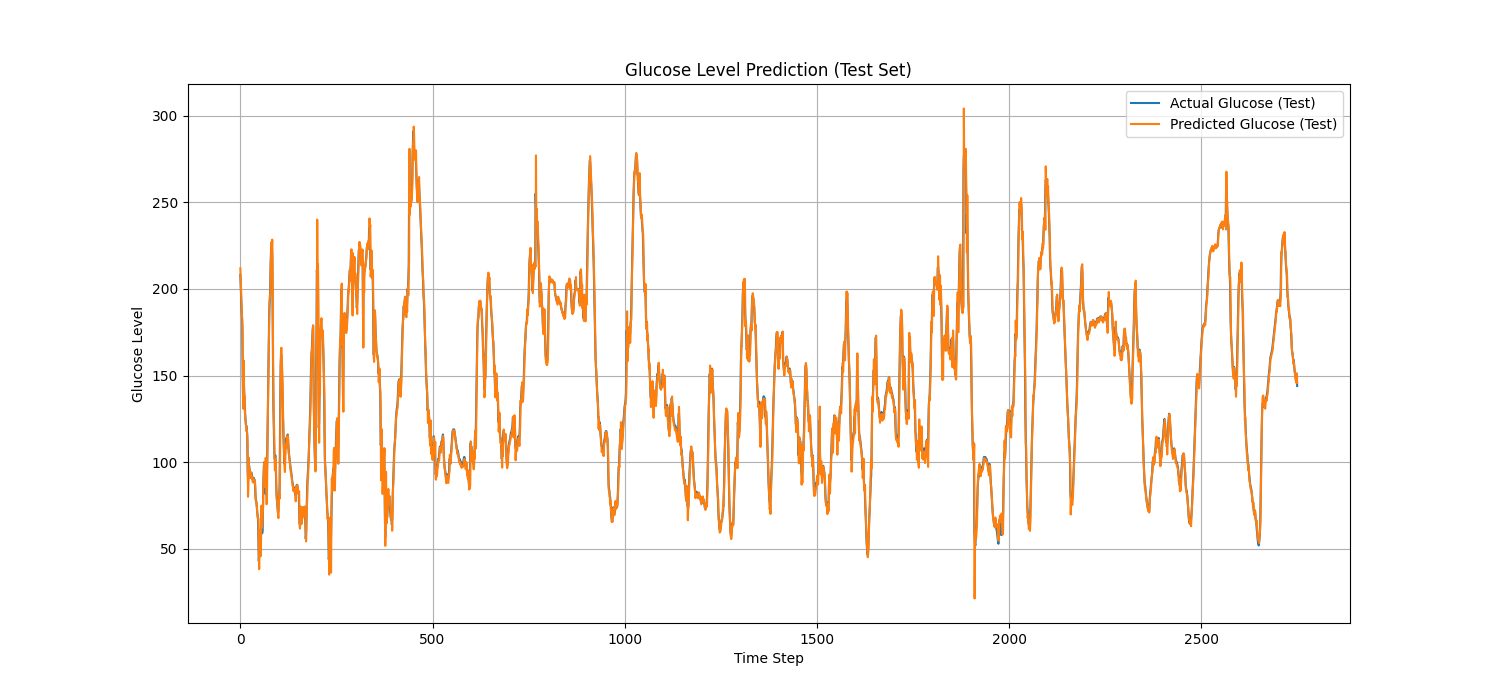 Glucose Level Prediction (Test Set)
Actual Glucose (Test)
Predicted Glucose (Test)
Glucose Level
300
250
200
150
100
50
0 500 1000 1500 2000 2500
Time Step